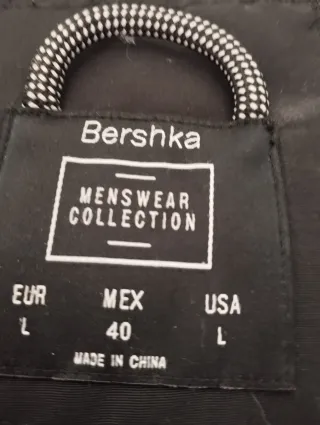 Bershka
MENSWEAR
COLLECTION
EUR MEX USA
L 40 L
MADE IN CHINA